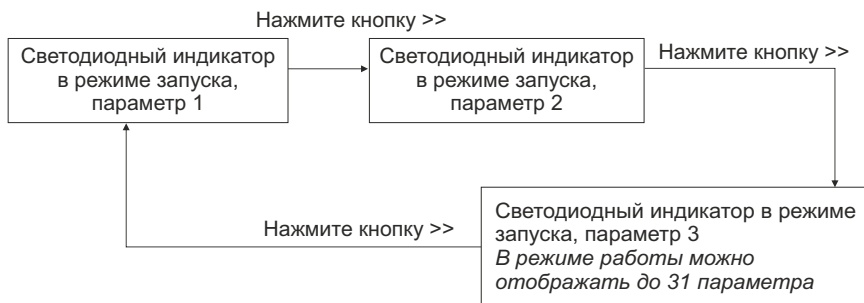 Нажмите кнопку >>
Светодиодный индикатор
в режиме запуска,
параметр 1
Светодиодный индикатор
в режиме запуска,
параметр 2
Нажмите кнопку >>
Светодиодный индикатор в режиме
запуска, параметр 3
В режиме работы можно
отображать до 31 параметра
Нажмите кнопку >>